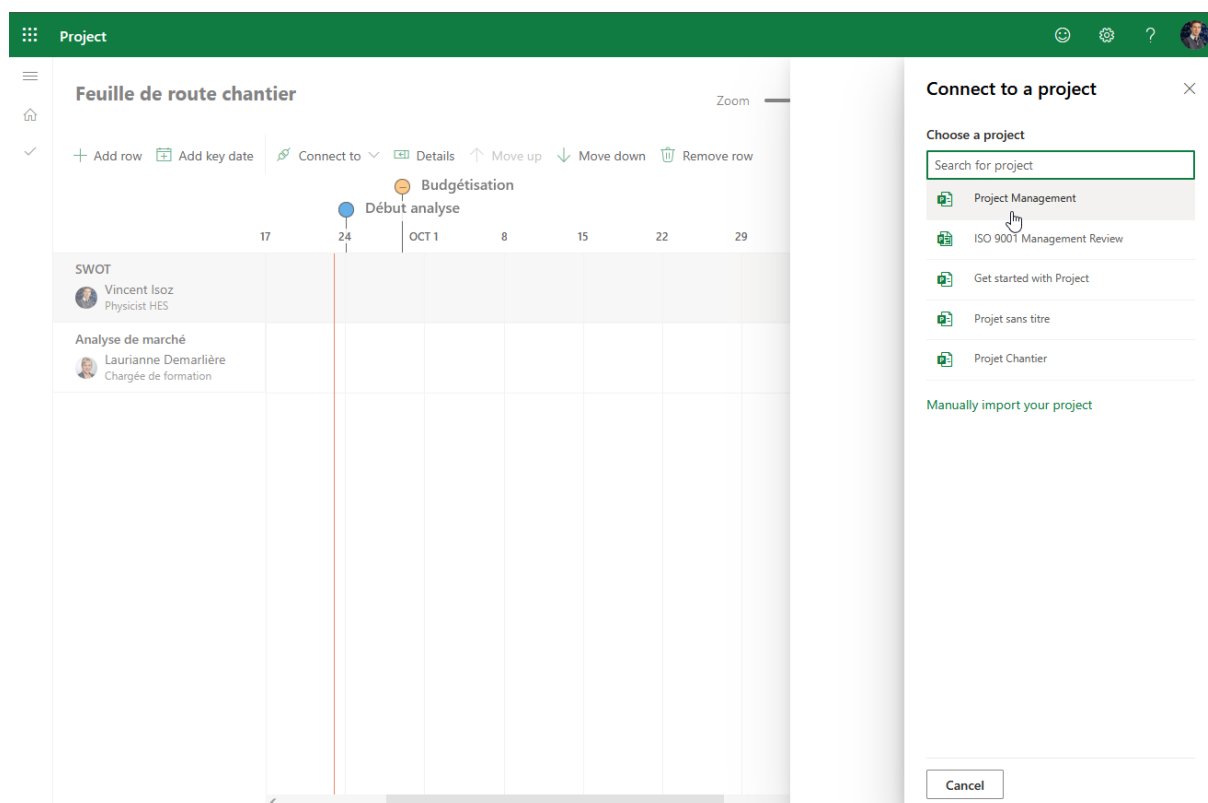 Project
Feuille de route chantier
Zoom
Add row
Add key date
Connect to
Details
Move up
Move down
Remove row
Budgétisation
Début analyse
17
24
OCT 1
8
15
22
29
SWOT
Vincent Isoz
Physicist HES
Analyse de marché
Laurianne Demarlière
Chargée de formation
Connect to a project
Choose a project
Search for project
Project Management
ISO 9001 Management Review
Get started with Project
Projet sans titre
Projet Chantier
Manually import your project
Cancel